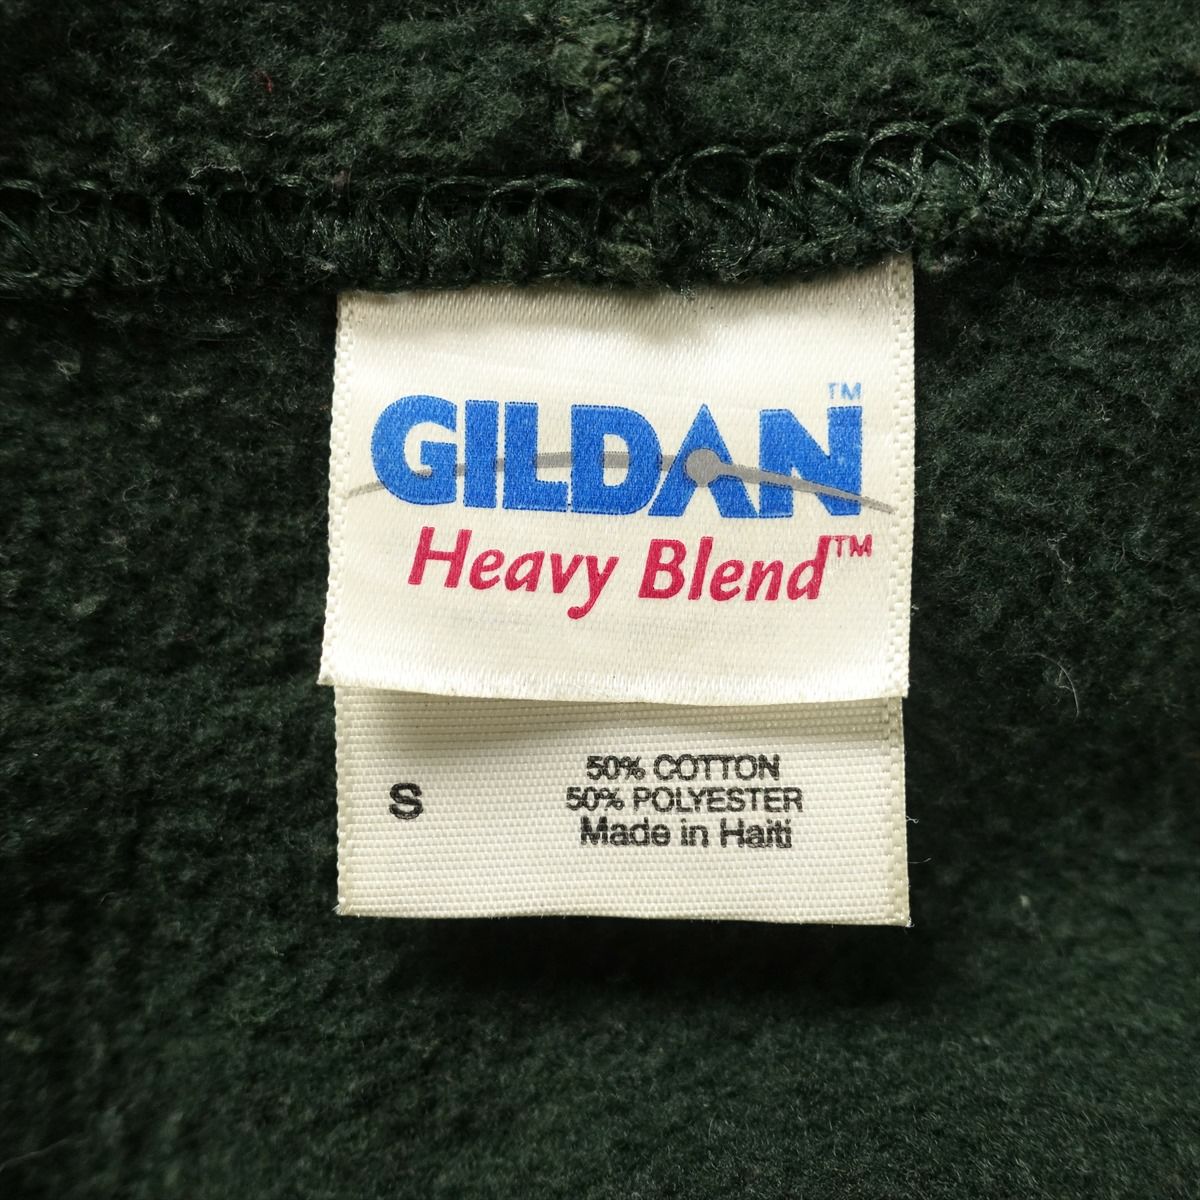 GILDAN™
Heavy Blend™
S
50% COTTON
50% POLYESTER
Made in Haiti